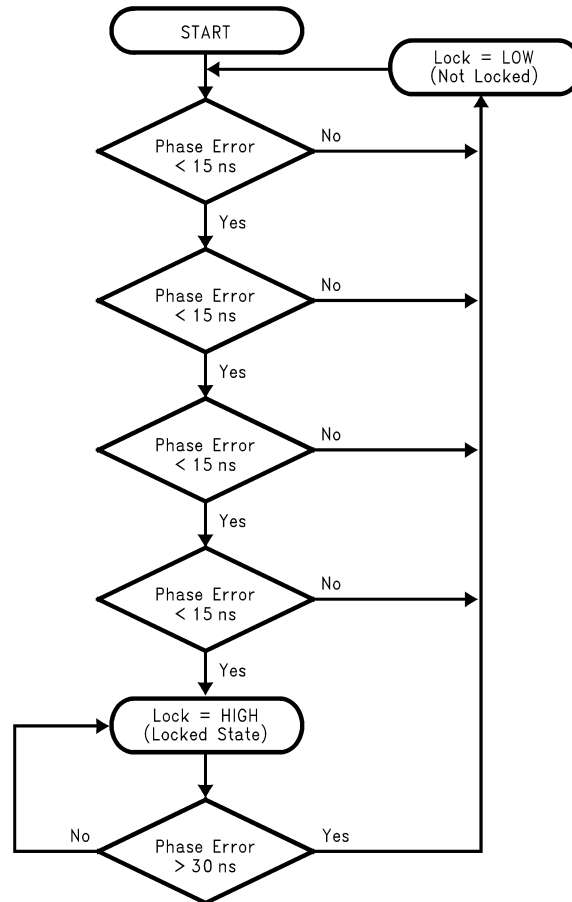 START
Lock = LOW
(Not Locked)
Phase Error
< 15 ns
No
Yes
Phase Error
< 15 ns
No
Yes
Phase Error
< 15 ns
No
Yes
Phase Error
< 15 ns
No
Yes
Lock = HIGH
(Locked State)
No
Phase Error
> 30 ns
Yes